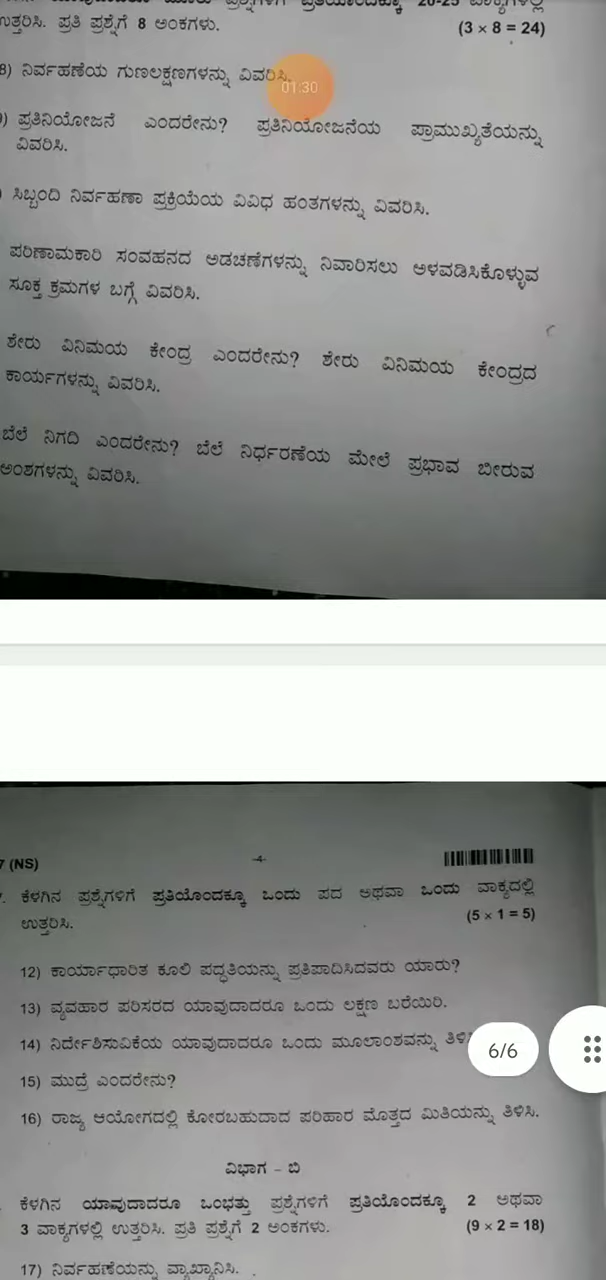 ಉತ್ತರಿಸಿ. ಪ್ರತಿ ಪ್ರಶ್ನೆಗೆ 8 ಅಂಕಗಳು. (3 × 8 = 24)
8) ನಿರ್ವಹಣೆಯ ಗುಣಲಕ್ಷಣಗಳನ್ನು ವಿವರಿಸಿ.
01:30
) ಪ್ರತಿನಿಯೋಜನೆ ಎಂದರೇನು? ಪ್ರತಿನಿಯೋಜನೆಯ ಪ್ರಾಮುಖ್ಯತೆಯನ್ನು
ವಿವರಿಸಿ.
ಸಿಬ್ಬಂದಿ ನಿರ್ವಹಣಾ ಪ್ರಕ್ರಿಯೆಯ ವಿವಿಧ ಹಂತಗಳನ್ನು ವಿವರಿಸಿ.
ಪರಿಣಾಮಕಾರಿ ಸಂವಹನದ ಅಡಚಣೆಗಳನ್ನು ನಿವಾರಿಸಲು ಅಳವಡಿಸಿಕೊಳ್ಳುವ
ಸೂಕ್ತ ಕ್ರಮಗಳ ಬಗ್ಗೆ ವಿವರಿಸಿ.
ಶೇರು ವಿನಿಮಯ ಕೇಂದ್ರ ಎಂದರೇನು? ಶೇರು ವಿನಿಮಯ ಕೇಂದ್ರದ
ಕಾರ್ಯಗಳನ್ನು ವಿವರಿಸಿ.
ಬೆಲೆ ನಿಗದಿ ಎಂದರೇನು? ಬೆಲೆ ನಿರ್ಧರಣೆಯ ಮೇಲೆ ಪ್ರಭಾವ ಬೀರುವ
ಅಂಶಗಳನ್ನು ವಿವರಿಸಿ.
7 (NS) -4-
. ಕೆಳಗಿನ ಪ್ರಶ್ನೆಗಳಿಗೆ ಪ್ರತಿಯೊಂದಕ್ಕೂ ಒಂದು ಪದ ಅಥವಾ ಒಂದು ವಾಕ್ಯದಲ್ಲಿ
ಉತ್ತರಿಸಿ. (5 × 1 = 5)
12) ಕಾರ್ಯಾಧಾರಿತ ಕೂಲಿ ಪದ್ಧತಿಯನ್ನು ಪ್ರತಿಪಾದಿಸಿದವರು ಯಾರು?
13) ವ್ಯವಹಾರ ಪರಿಸರದ ಯಾವುದಾದರೂ ಒಂದು ಲಕ್ಷಣ ಬರೆಯಿರಿ.
14) ನಿರ್ದೇಶಿಸುವಿಕೆಯ ಯಾವುದಾದರೂ ಒಂದು ಮೂಲಾಂಶವನ್ನು
6/6
15) ಮುದ್ರೆ ಎಂದರೇನು?
16) ರಾಜ್ಯ ಆಯೋಗದಲ್ಲಿ ಕೋರಬಹುದಾದ ಪರಿಹಾರ ಮೊತ್ತದ ಮಿತಿಯನ್ನು ತಿಳಿಸಿ.
ವಿಭಾಗ – ಬಿ
ಕೆಳಗಿನ ಯಾವುದಾದರೂ ಒಂಭತ್ತು ಪ್ರಶ್ನೆಗಳಿಗೆ ಪ್ರತಿಯೊಂದಕ್ಕೂ 2 ಅಥವಾ
3 ವಾಕ್ಯಗಳಲ್ಲಿ ಉತ್ತರಿಸಿ. ಪ್ರತಿ ಪ್ರಶ್ನೆಗೆ 2 ಅಂಕಗಳು. (9 × 2 = 18)
17) ನಿರ್ವಹಣೆಯನ್ನು ವ್ಯಾಖ್ಯಾನಿಸಿ.